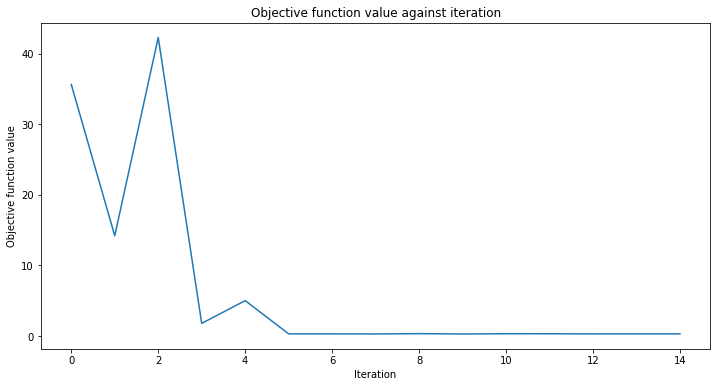 Objective function value against iteration
Objective function value
40
30
20
10
0
0 2 4 6 8 10 12 14
Iteration